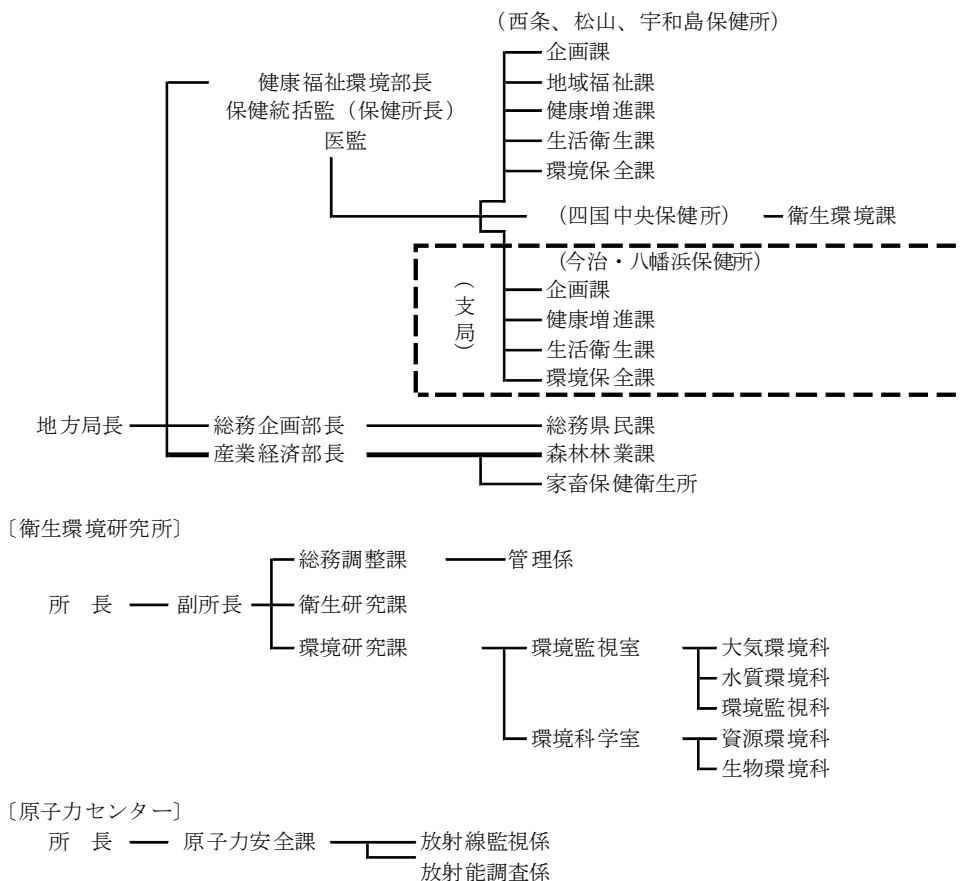 （西条、松山、宇和島保健所）
企画課
健康福祉環境部長
地域福祉課
保健統括監（保健所長）
健康増進課
医監
生活衛生課
環境保全課
（四国中央保健所）
衛生環境課
（今治・八幡浜保健所）
（支局）
企画課
健康増進課
生活衛生課
環境保全課
地方局長
総務企画部長
総務県民課
産業経済部長
森林林業課
家畜保健衛生所
〔衛生環境研究所〕
総務調整課
管理係
所　長
副所長
衛生研究課
環境研究課
環境監視室
大気環境科
水質環境科
環境監視科
環境科学室
資源環境科
生物環境科
〔原子力センター〕
所　長
原子力安全課
放射線監視係
放射能調査係